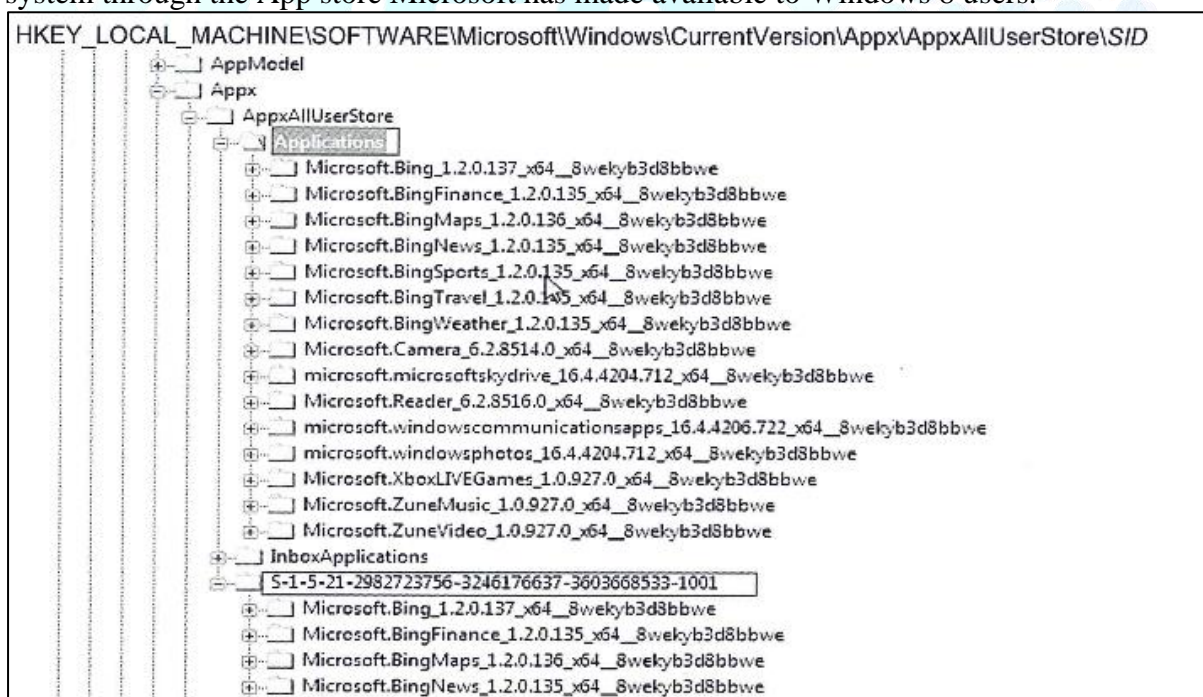 system through the App store Microsoft has made available to Windows 8 users.
HKEY_LOCAL_MACHINE\SOFTWARE\Microsoft\Windows\CurrentVersion\Appx\AppxAllUserStore\SID
AppModel
Appx
AppxAllUserStore
Applications
Microsoft.Bing_1.2.0.137_x64__8wekyb3d8bbwe
Microsoft.BingFinance_1.2.0.135_x64__8wekyb3d8bbwe
Microsoft.BingMaps_1.2.0.136_x64__8wekyb3d8bbwe
Microsoft.BingNews_1.2.0.135_x64__8wekyb3d8bbwe
Microsoft.BingSports_1.2.0.135_x64__8wekyb3d8bbwe
Microsoft.BingTravel_1.2.0.145_x64__8wekyb3d8bbwe
Microsoft.BingWeather_1.2.0.135_x64__8wekyb3d8bbwe
Microsoft.Camera_6.2.8514.0_x64__8wekyb3d8bbwe
microsoft.microsoftskydrive_16.4.4204.712_x64__8wekyb3d8bbwe
Microsoft.Reader_6.2.8516.0_x64__8wekyb3d8bbwe
microsoft.windowscommunicationsapps_16.4.4206.722_x64__8wekyb3d8bbwe
microsoft.windowsphotos_16.4.4204.712_x64__8wekyb3d8bbwe
Microsoft.XboxLIVEGames_1.0.927.0_x64__8wekyb3d8bbwe
Microsoft.ZuneMusic_1.0.927.0_x64__8wekyb3d8bbwe
Microsoft.ZuneVideo_1.0.927.0_x64__8wekyb3d8bbwe
InboxApplications
S-1-5-21-2982723756-3246176637-3603668533-1001
Microsoft.Bing_1.2.0.137_x64__8wekyb3d8bbwe
Microsoft.BingFinance_1.2.0.135_x64__8wekyb3d8bbwe
Microsoft.BingMaps_1.2.0.136_x64__8wekyb3d8bbwe
Microsoft.BingNews_1.2.0.135_x64__8wekyb3d8bbwe